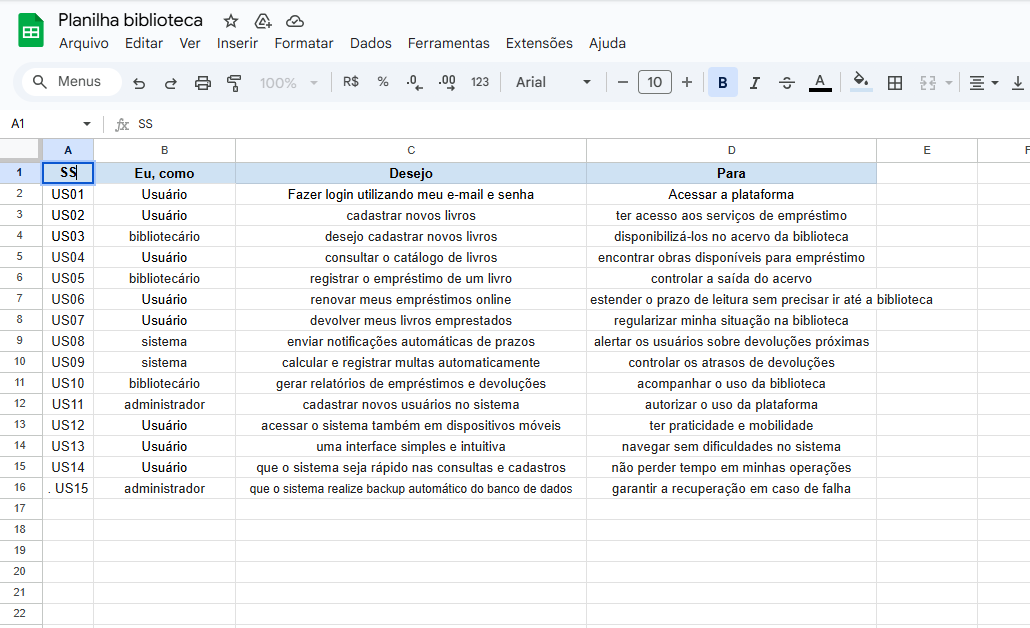 Planilha biblioteca
Arquivo Editar Ver Inserir Formatar Dados Ferramentas Extensões Ajuda
Menus 100% R$ % .0 .00 123 Arial − 10 + B I A
A1 fx SS
A B C D E F
1 SS Eu, como Desejo Para
2 US01 Usuário Fazer login utilizando meu e-mail e senha Acessar a plataforma
3 US02 Usuário cadastrar novos livros ter acesso aos serviços de empréstimo
4 US03 bibliotecário desejo cadastrar novos livros disponibilizá-los no acervo da biblioteca
5 US04 Usuário consultar o catálogo de livros encontrar obras disponíveis para empréstimo
6 US05 bibliotecário registrar o empréstimo de um livro controlar a saída do acervo
7 US06 Usuário renovar meus empréstimos online estender o prazo de leitura sem precisar ir até a biblioteca
8 US07 Usuário devolver meus livros emprestados regularizar minha situação na biblioteca
9 US08 sistema enviar notificações automáticas de prazos alertar os usuários sobre devoluções próximas
10 US09 sistema calcular e registrar multas automaticamente controlar os atrasos de devoluções
11 US10 bibliotecário gerar relatórios de empréstimos e devoluções acompanhar o uso da biblioteca
12 US11 administrador cadastrar novos usuários no sistema autorizar o uso da plataforma
13 US12 Usuário acessar o sistema também em dispositivos móveis ter praticidade e mobilidade
14 US13 Usuário uma interface simples e intuitiva navegar sem dificuldades no sistema
15 US14 Usuário que o sistema seja rápido nas consultas e cadastros não perder tempo em minhas operações
16 . US15 administrador que o sistema realize backup automático do banco de dados garantir a recuperação em caso de falha
17
18
19
20
21
22